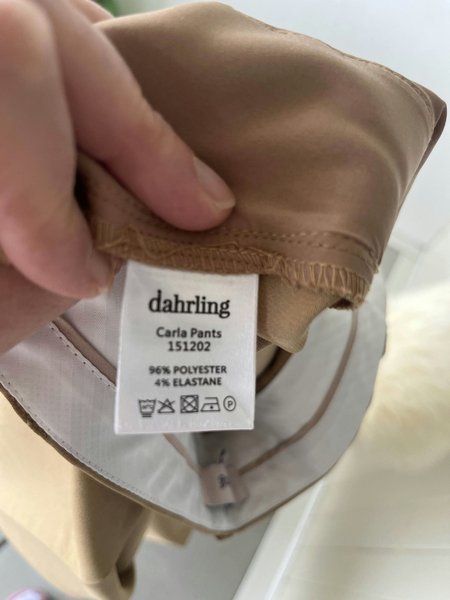 dahrling
Carla Pants
151202
96% POLYESTER
4% ELASTANE
P